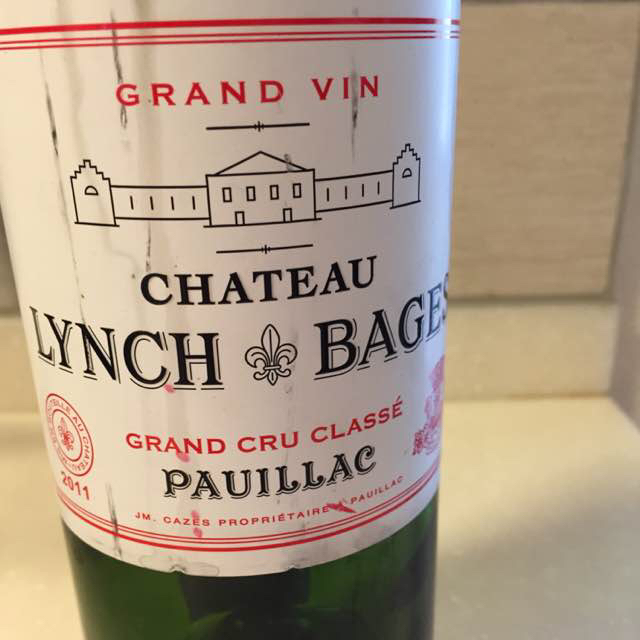 GRAND VIN
CHATEAU
LYNCH BAGES
GRAND CRU CLASSÉ
PAUILLAC
2011
JM. CAZES PROPRIÉTAIRE À PAUILLAC